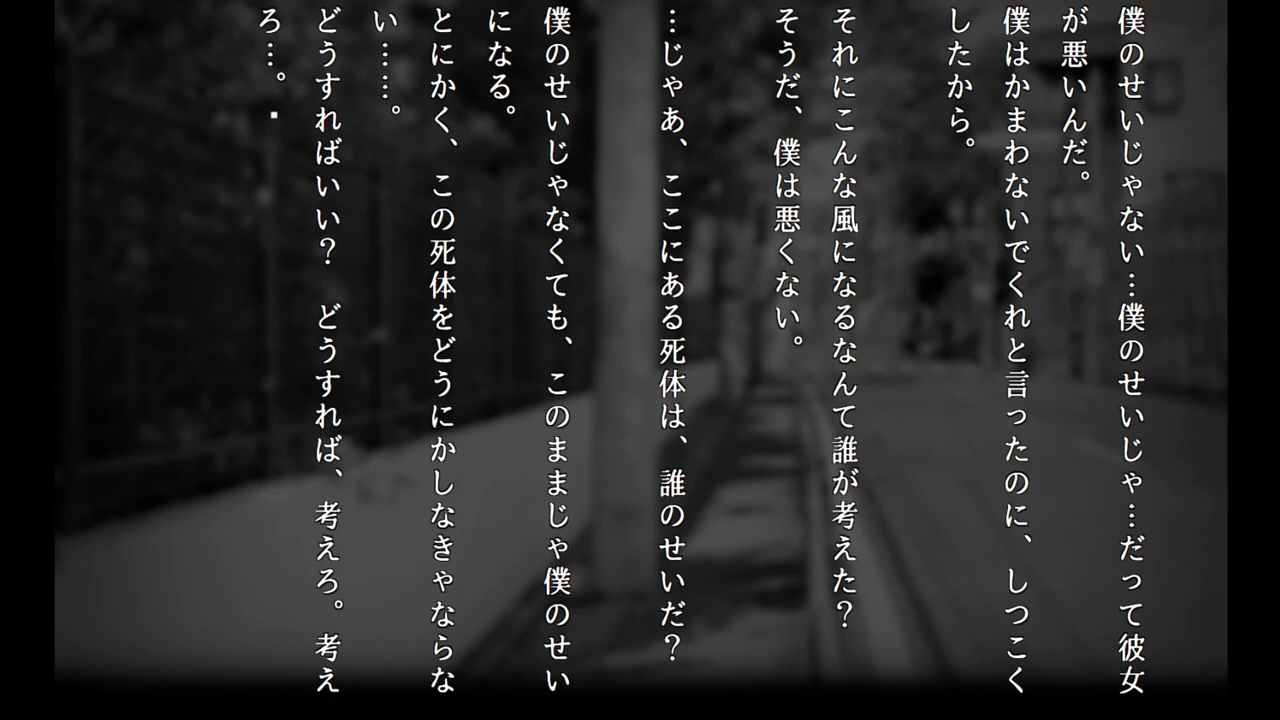 僕のせいじゃない…僕のせいじゃ…だって彼女
が悪いんだ。
僕はかまわないでくれと言ったのに、しつこく
したから。
それにこんな風になるなんて誰が考えた？
そうだ、僕は悪くない。
…じゃあ、ここにある死体は、誰のせいだ？
僕のせいじゃなくても、このままじゃ僕のせい
になる。
とにかく、この死体をどうにかしなきゃならな
い……。
どうすればいい？　どうすれば、考えろ。考え
ろ…。